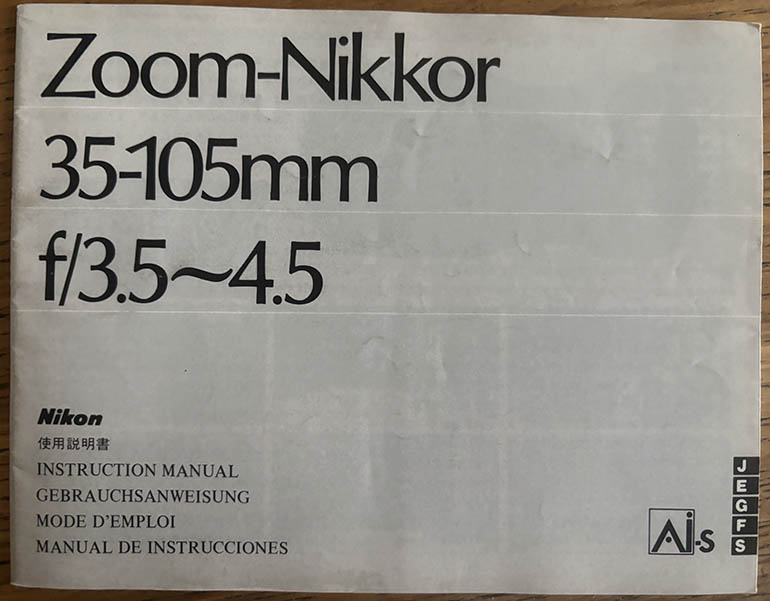 Zoom-Nikkor
35-105mm
f/3.5~4.5
Nikon
使用説明書
INSTRUCTION MANUAL
GEBRAUCHSANWEISUNG
MODE D'EMPLOI
MANUAL DE INSTRUCCIONES
Ai-s
J
E
G
F
S